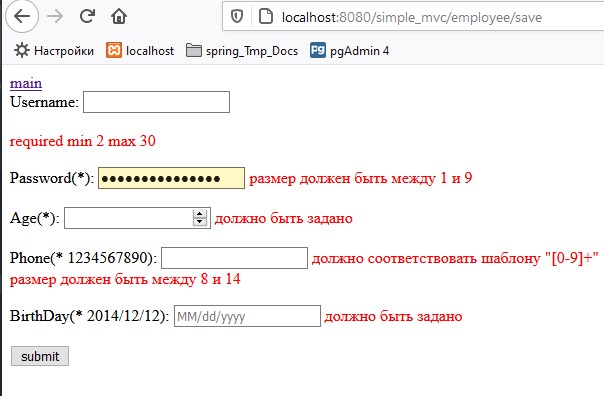 localhost:8080/simple_mvc/employee/save
Настройки localhost spring_Tmp_Docs pgAdmin 4
main
Username:
required min 2 max 30
Password(*): ●●●●●●●●●●●●●●● размер должен быть между 1 и 9
Age(*): должно быть задано
Phone(* 1234567890): должно соответствовать шаблону "[0-9]+"
размер должен быть между 8 и 14
BirthDay(* 2014/12/12): MM/dd/yyyy должно быть задано
submit